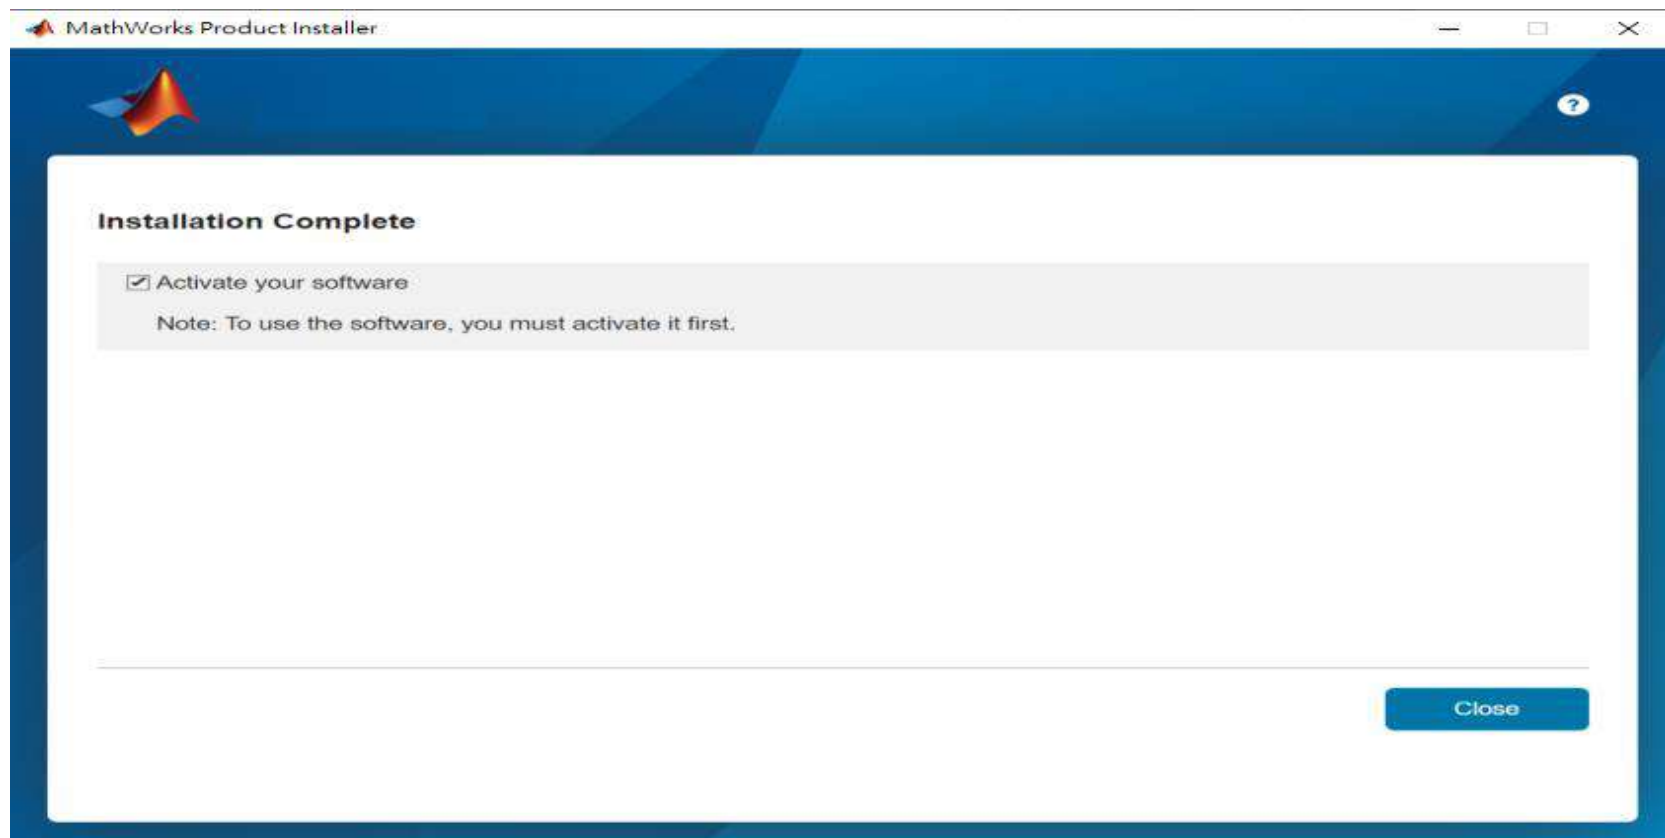 MathWorks Product Installer
?
Installation Complete
Activate your software
Note: To use the software, you must activate it first.
Close